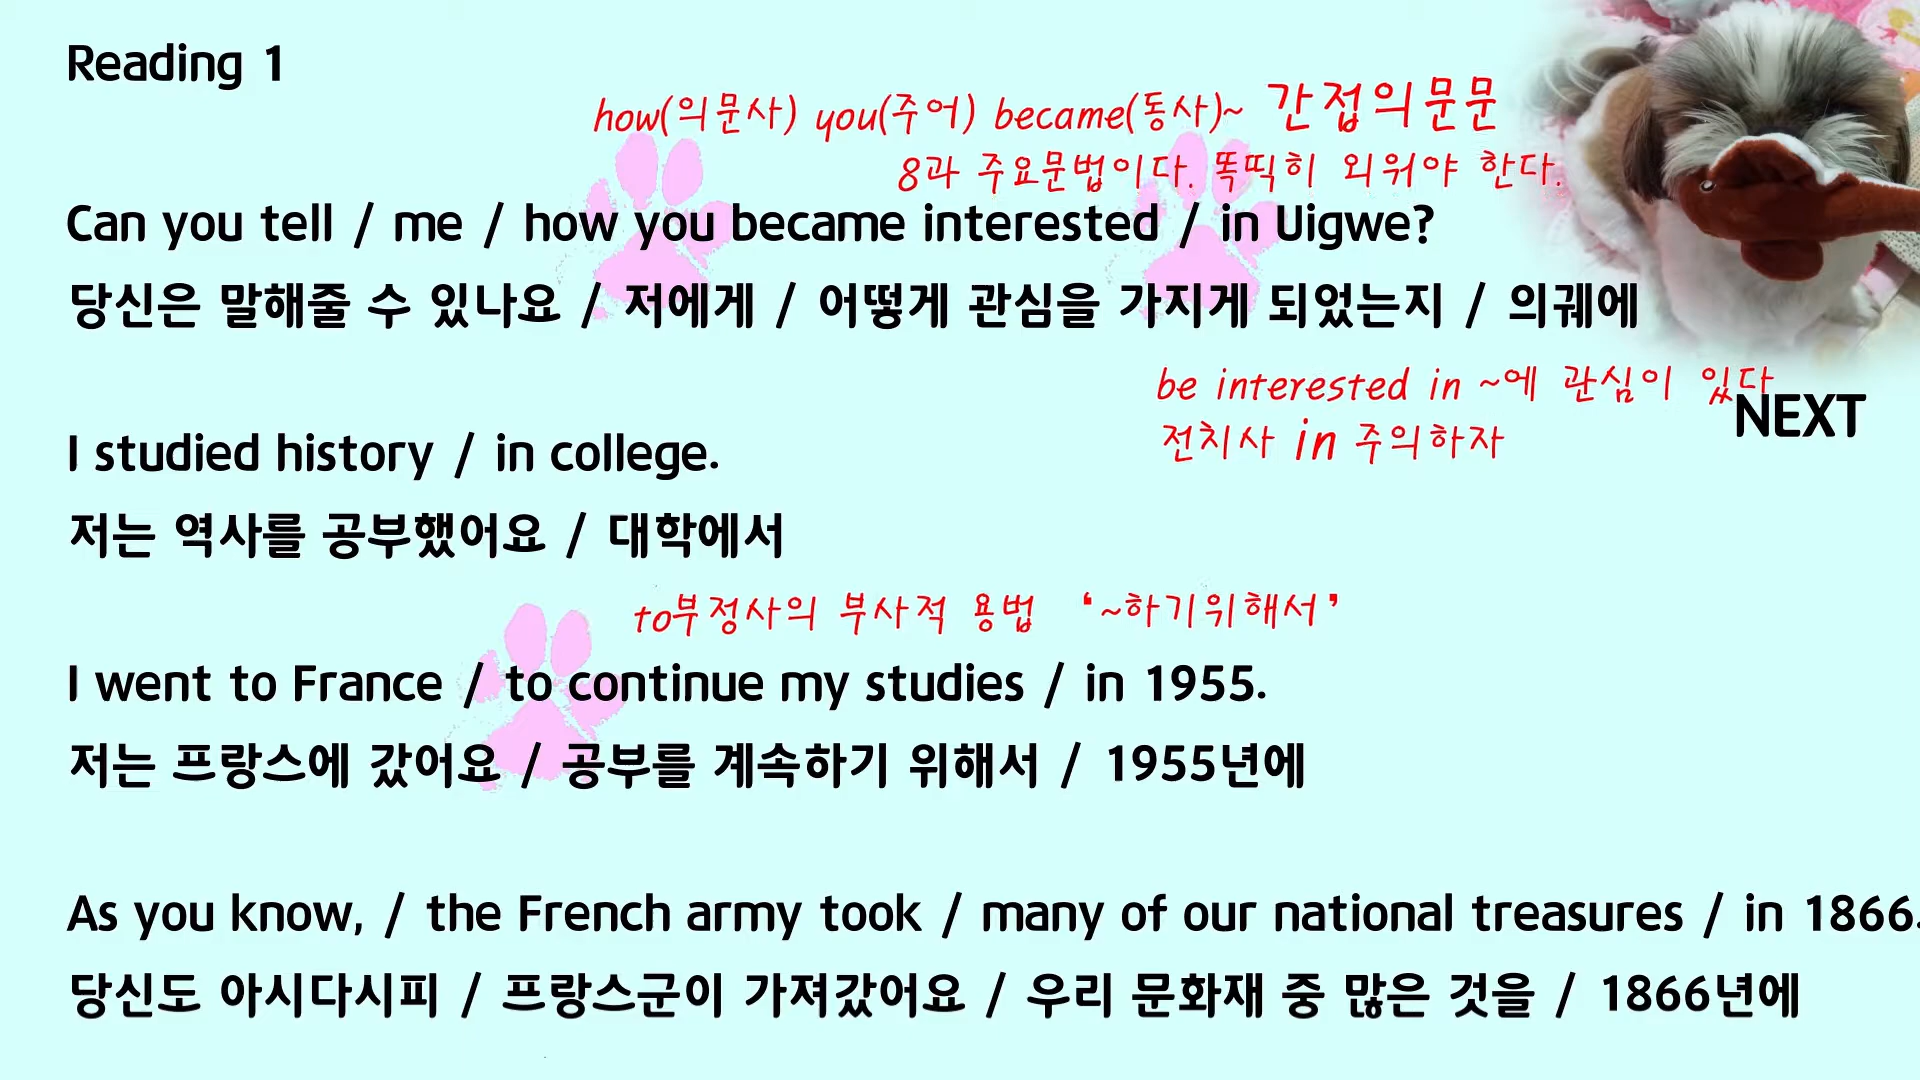 Reading 1
how(의문사) you(주어) became(동사)~ 간접의문문
8과 주요문법이다. 똑띡히 외워야 한다.
Can you tell / me / how you became interested / in Uigwe?
당신은 말해줄 수 있나요 / 저에게 / 어떻게 관심을 가지게 되었는지 / 의궤에
be interested in ~에 관심이 있다
NEXT
전치사 in 주의하자
I studied history / in college.
저는 역사를 공부했어요 / 대학에서
to부정사의 부사적 용법 ‘~하기위해서’
I went to France / to continue my studies / in 1955.
저는 프랑스에 갔어요 / 공부를 계속하기 위해서 / 1955년에
As you know, / the French army took / many of our national treasures / in 1866.
당신도 아시다시피 / 프랑스군이 가져갔어요 / 우리 문화재 중 많은 것을 / 1866년에